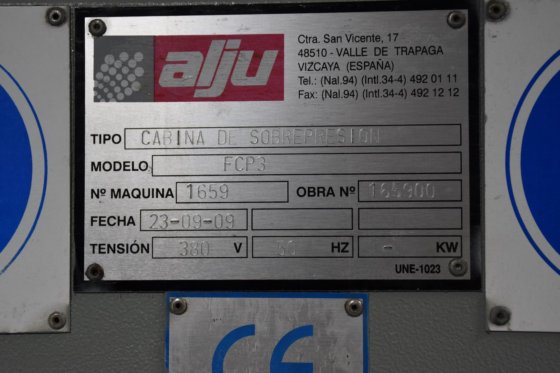 alju
Ctra. San Vicente, 17
48510 - VALLE DE TRAPAGA
VIZCAYA (ESPAÑA)
Tel.: (Nal.94) (Intl.34-4) 492 01 11
Fax: (Nal.94) (Intl.34-4) 492 12 12
TIPO CABINA DE SOBREPRESION
MODELO FCP3
Nº MAQUINA 1659 OBRA Nº 164900
FECHA 23-09-09
TENSIÓN 380 V 50 HZ - KW
UNE-1023
CE